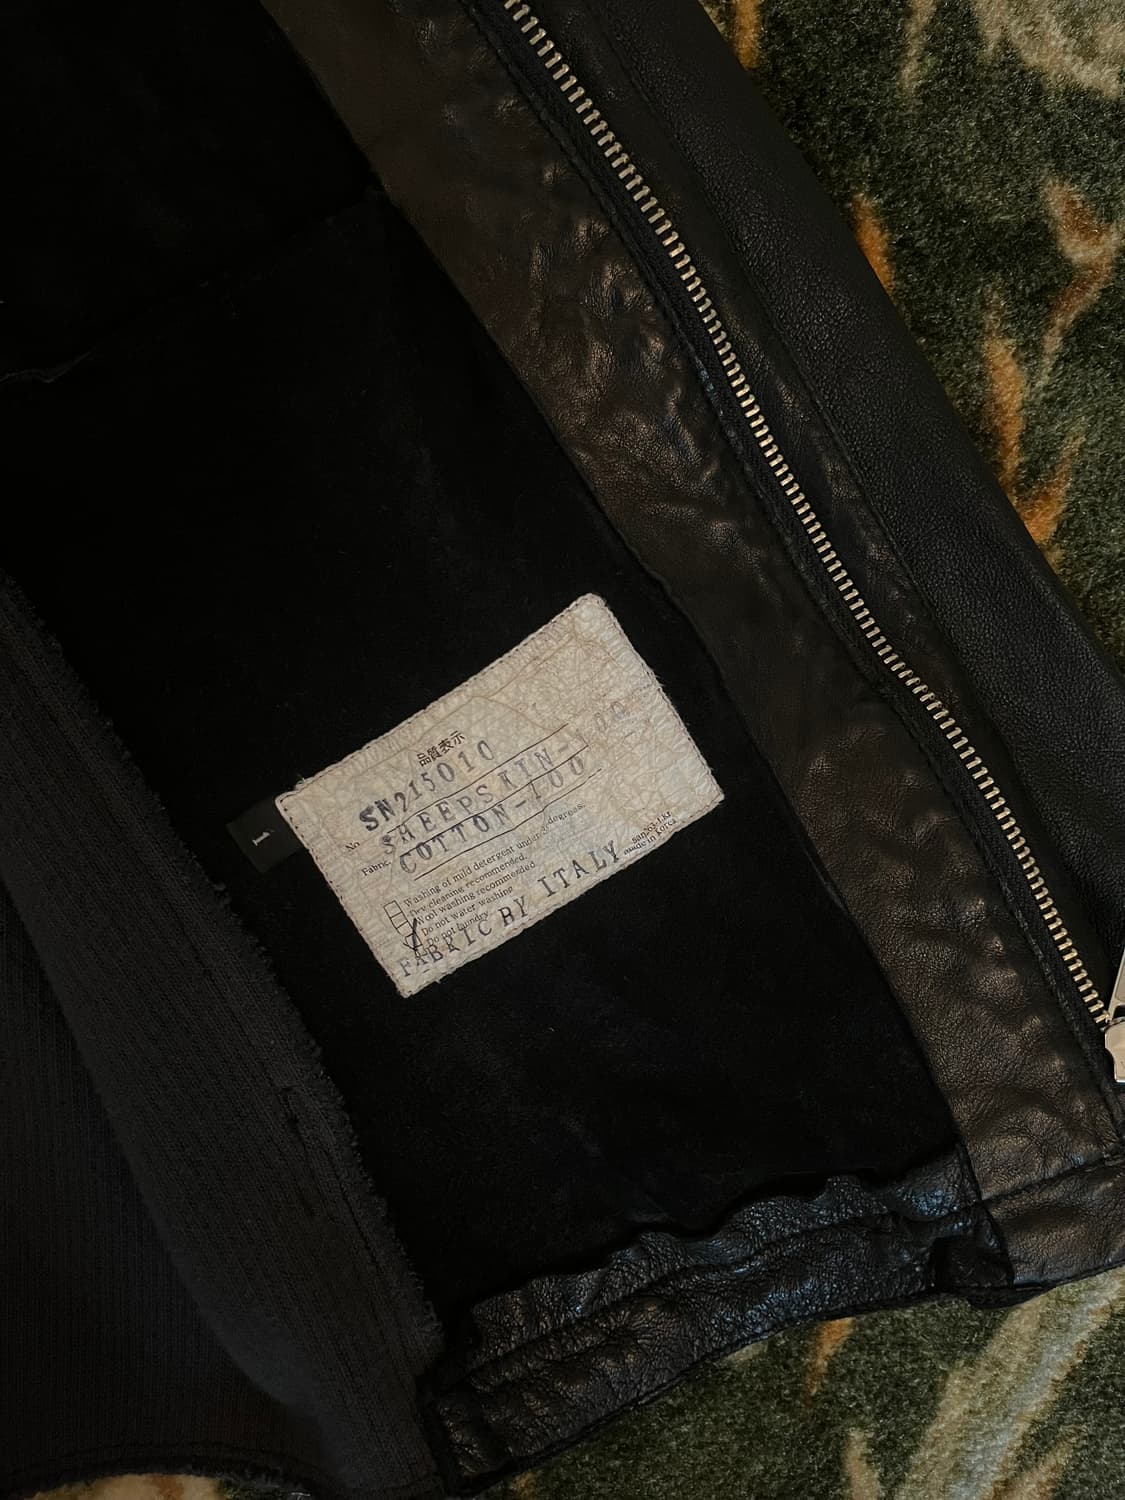 品質表示
No SN215010
Fabric SHEEPSKIN-100
COTTON-100
Washing of mild detergent under degrees.
Dry cleaning recommended.
Wool washing recommended
Do not water washing
Do not laundry
FABRIC BY ITALY
made in Korea
1